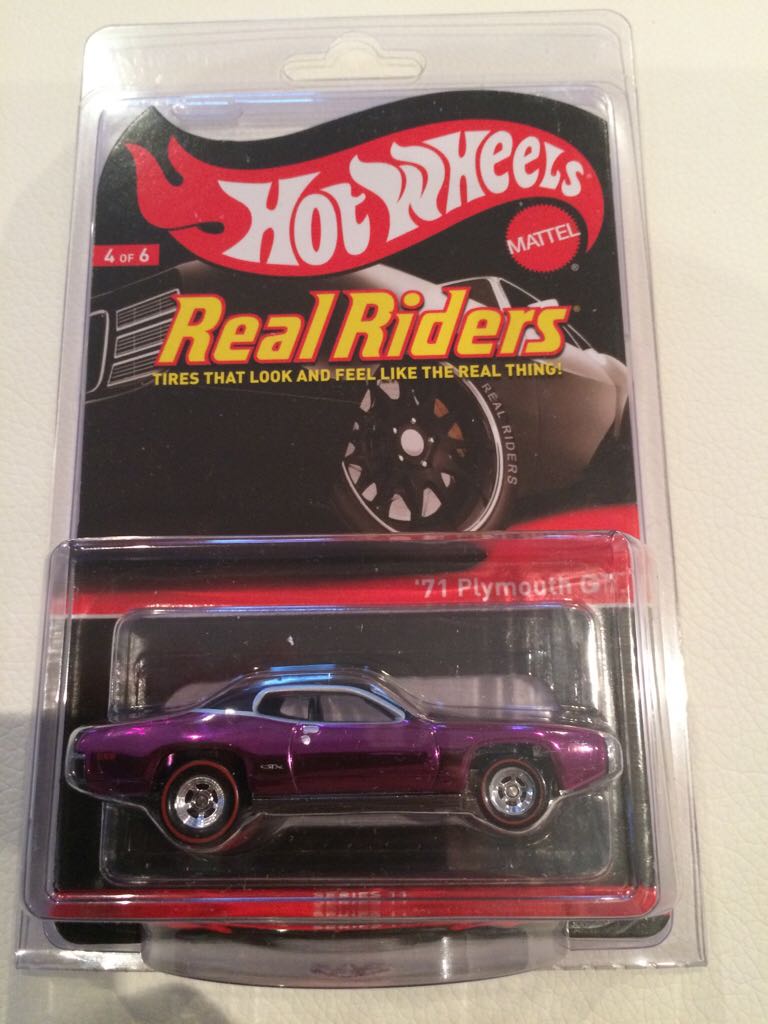 HOT WHEELS
MATTEL
®
4 OF 6
Real Riders
TIRES THAT LOOK AND FEEL LIKE THE REAL THING!
REAL RIDERS
'71 Plymouth
GTX